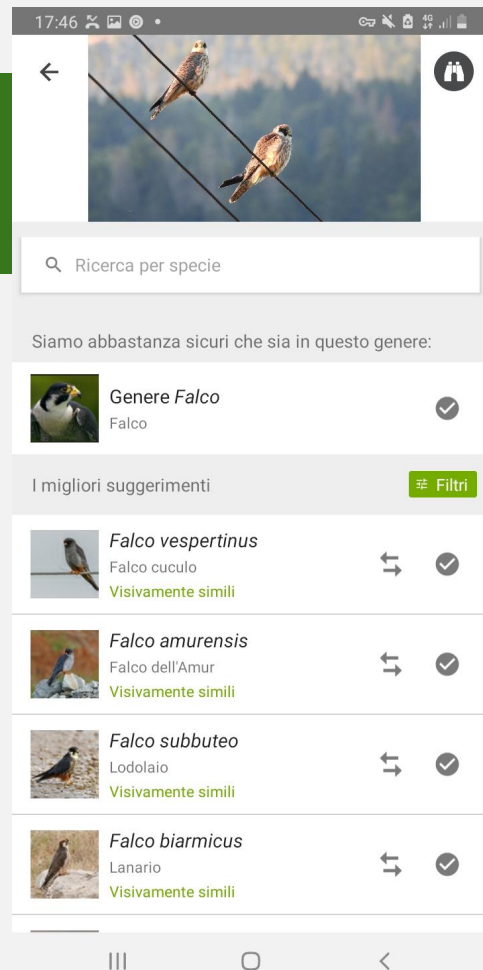 17:46 4G
Ricerca per specie
Siamo abbastanza sicuri che sia in questo genere:
Genere Falco
Falco
I migliori suggerimenti
Filtri
Falco vespertinus
Falco cuculo
Visivamente simili
Falco amurensis
Falco dell'Amur
Visivamente simili
Falco subbuteo
Lodolaio
Visivamente simili
Falco biarmicus
Lanario
Visivamente simili